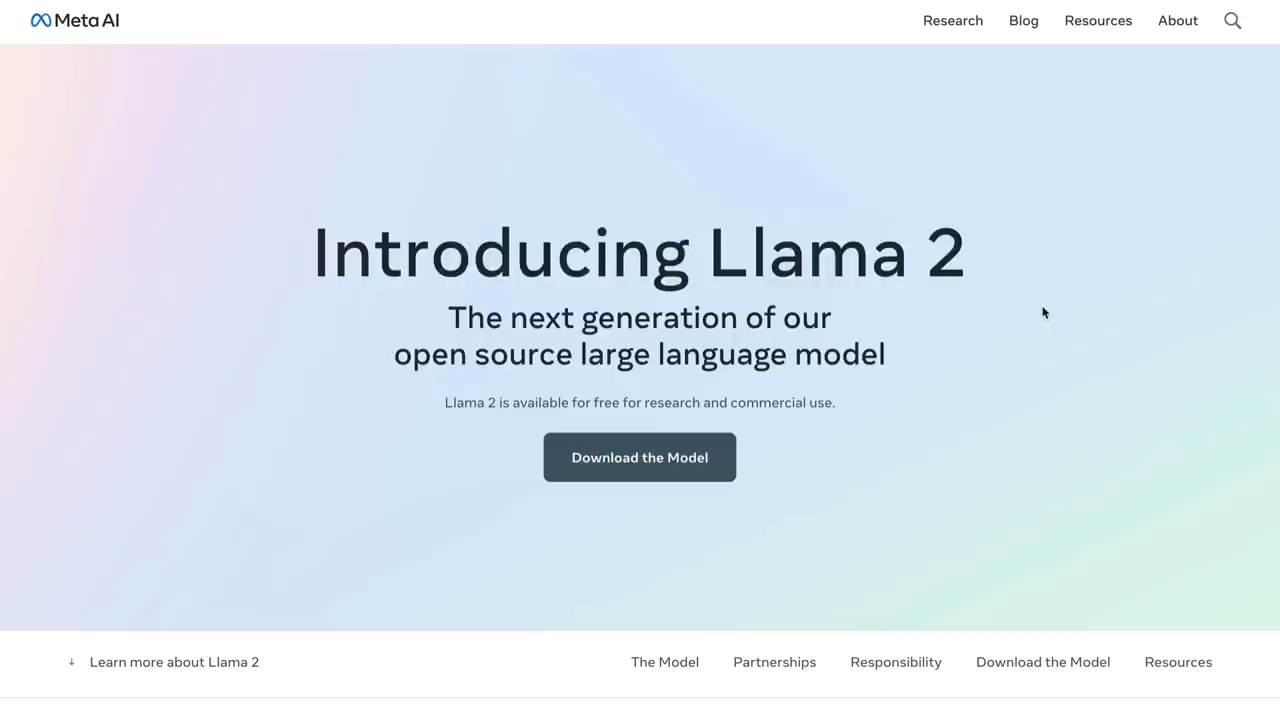 Meta AI
Research Blog Resources About
Introducing Llama 2
The next generation of our
open source large language model
Llama 2 is available for free for research and commercial use.
Download the Model
↓ Learn more about Llama 2
The Model Partnerships Responsibility Download the Model Resources